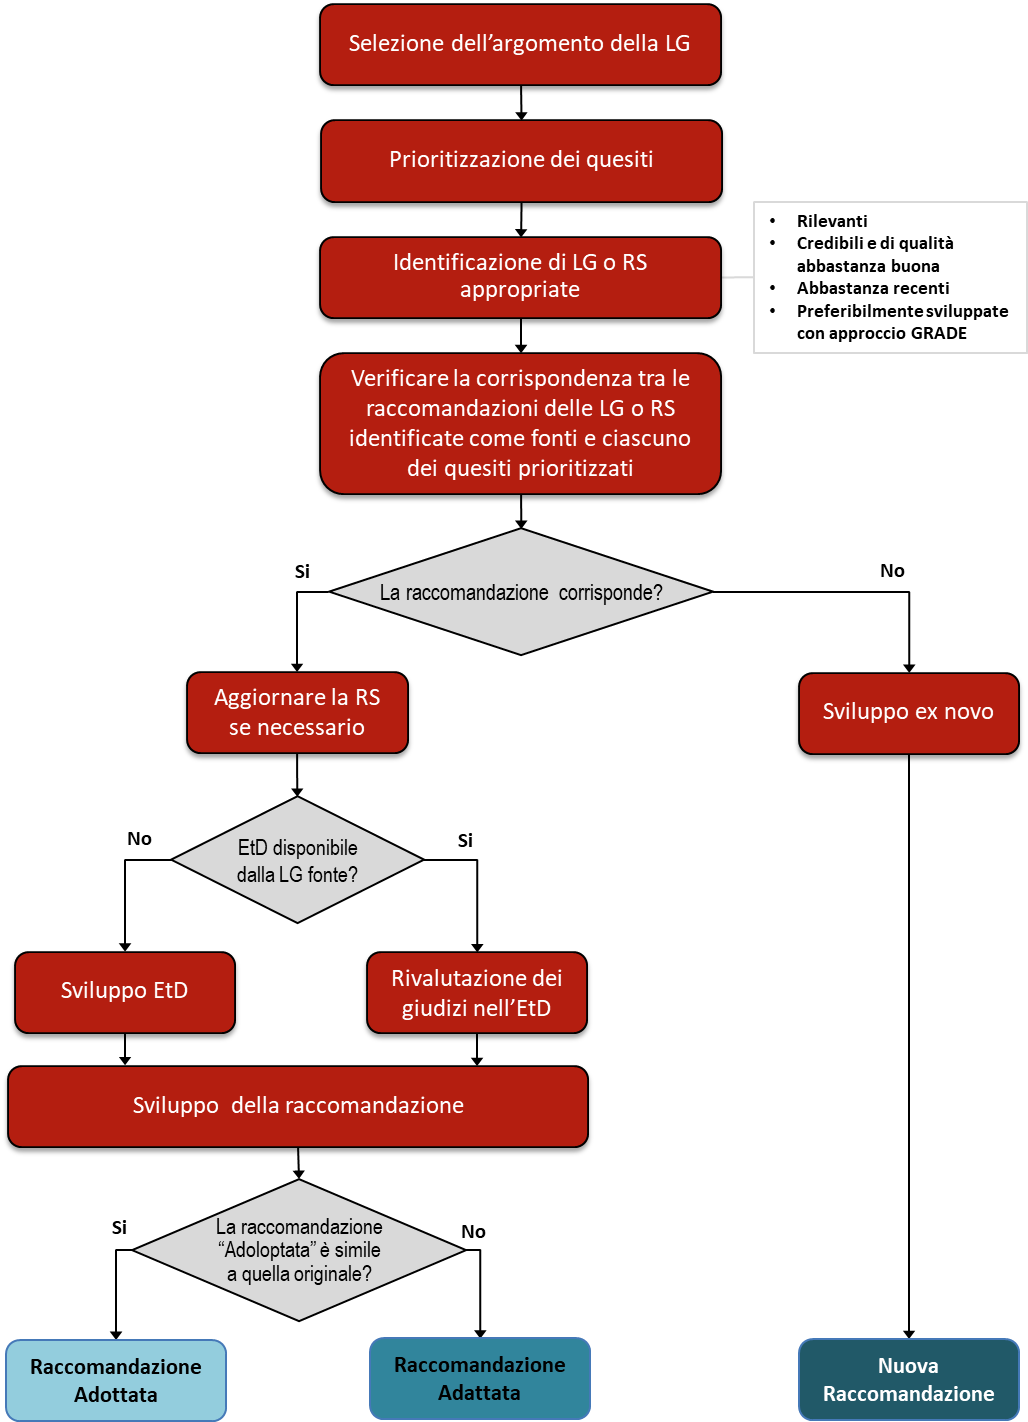 Selezione dell’argomento della LG
Prioritizzazione dei quesiti
Identificazione di LG o RS
appropriate
• Rilevanti
• Credibili e di qualità
abbastanza buona
• Abbastanza recenti
• Preferibilmente sviluppate
con approccio GRADE
Verificare la corrispondenza tra le
raccomandazioni delle LG o RS
identificate come fonti e ciascuno
dei quesiti prioritizzati
Si
La raccomandazione corrisponde?
No
Aggiornare la RS
se necessario
Sviluppo ex novo
No
EtD disponibile
dalla LG fonte?
Si
Sviluppo EtD
Rivalutazione dei
giudizi nell’EtD
Sviluppo della raccomandazione
Si
La raccomandazione
“Adoloptata” è simile
a quella originale?
No
Raccomandazione
Adottata
Raccomandazione
Adattata
Nuova
Raccomandazione